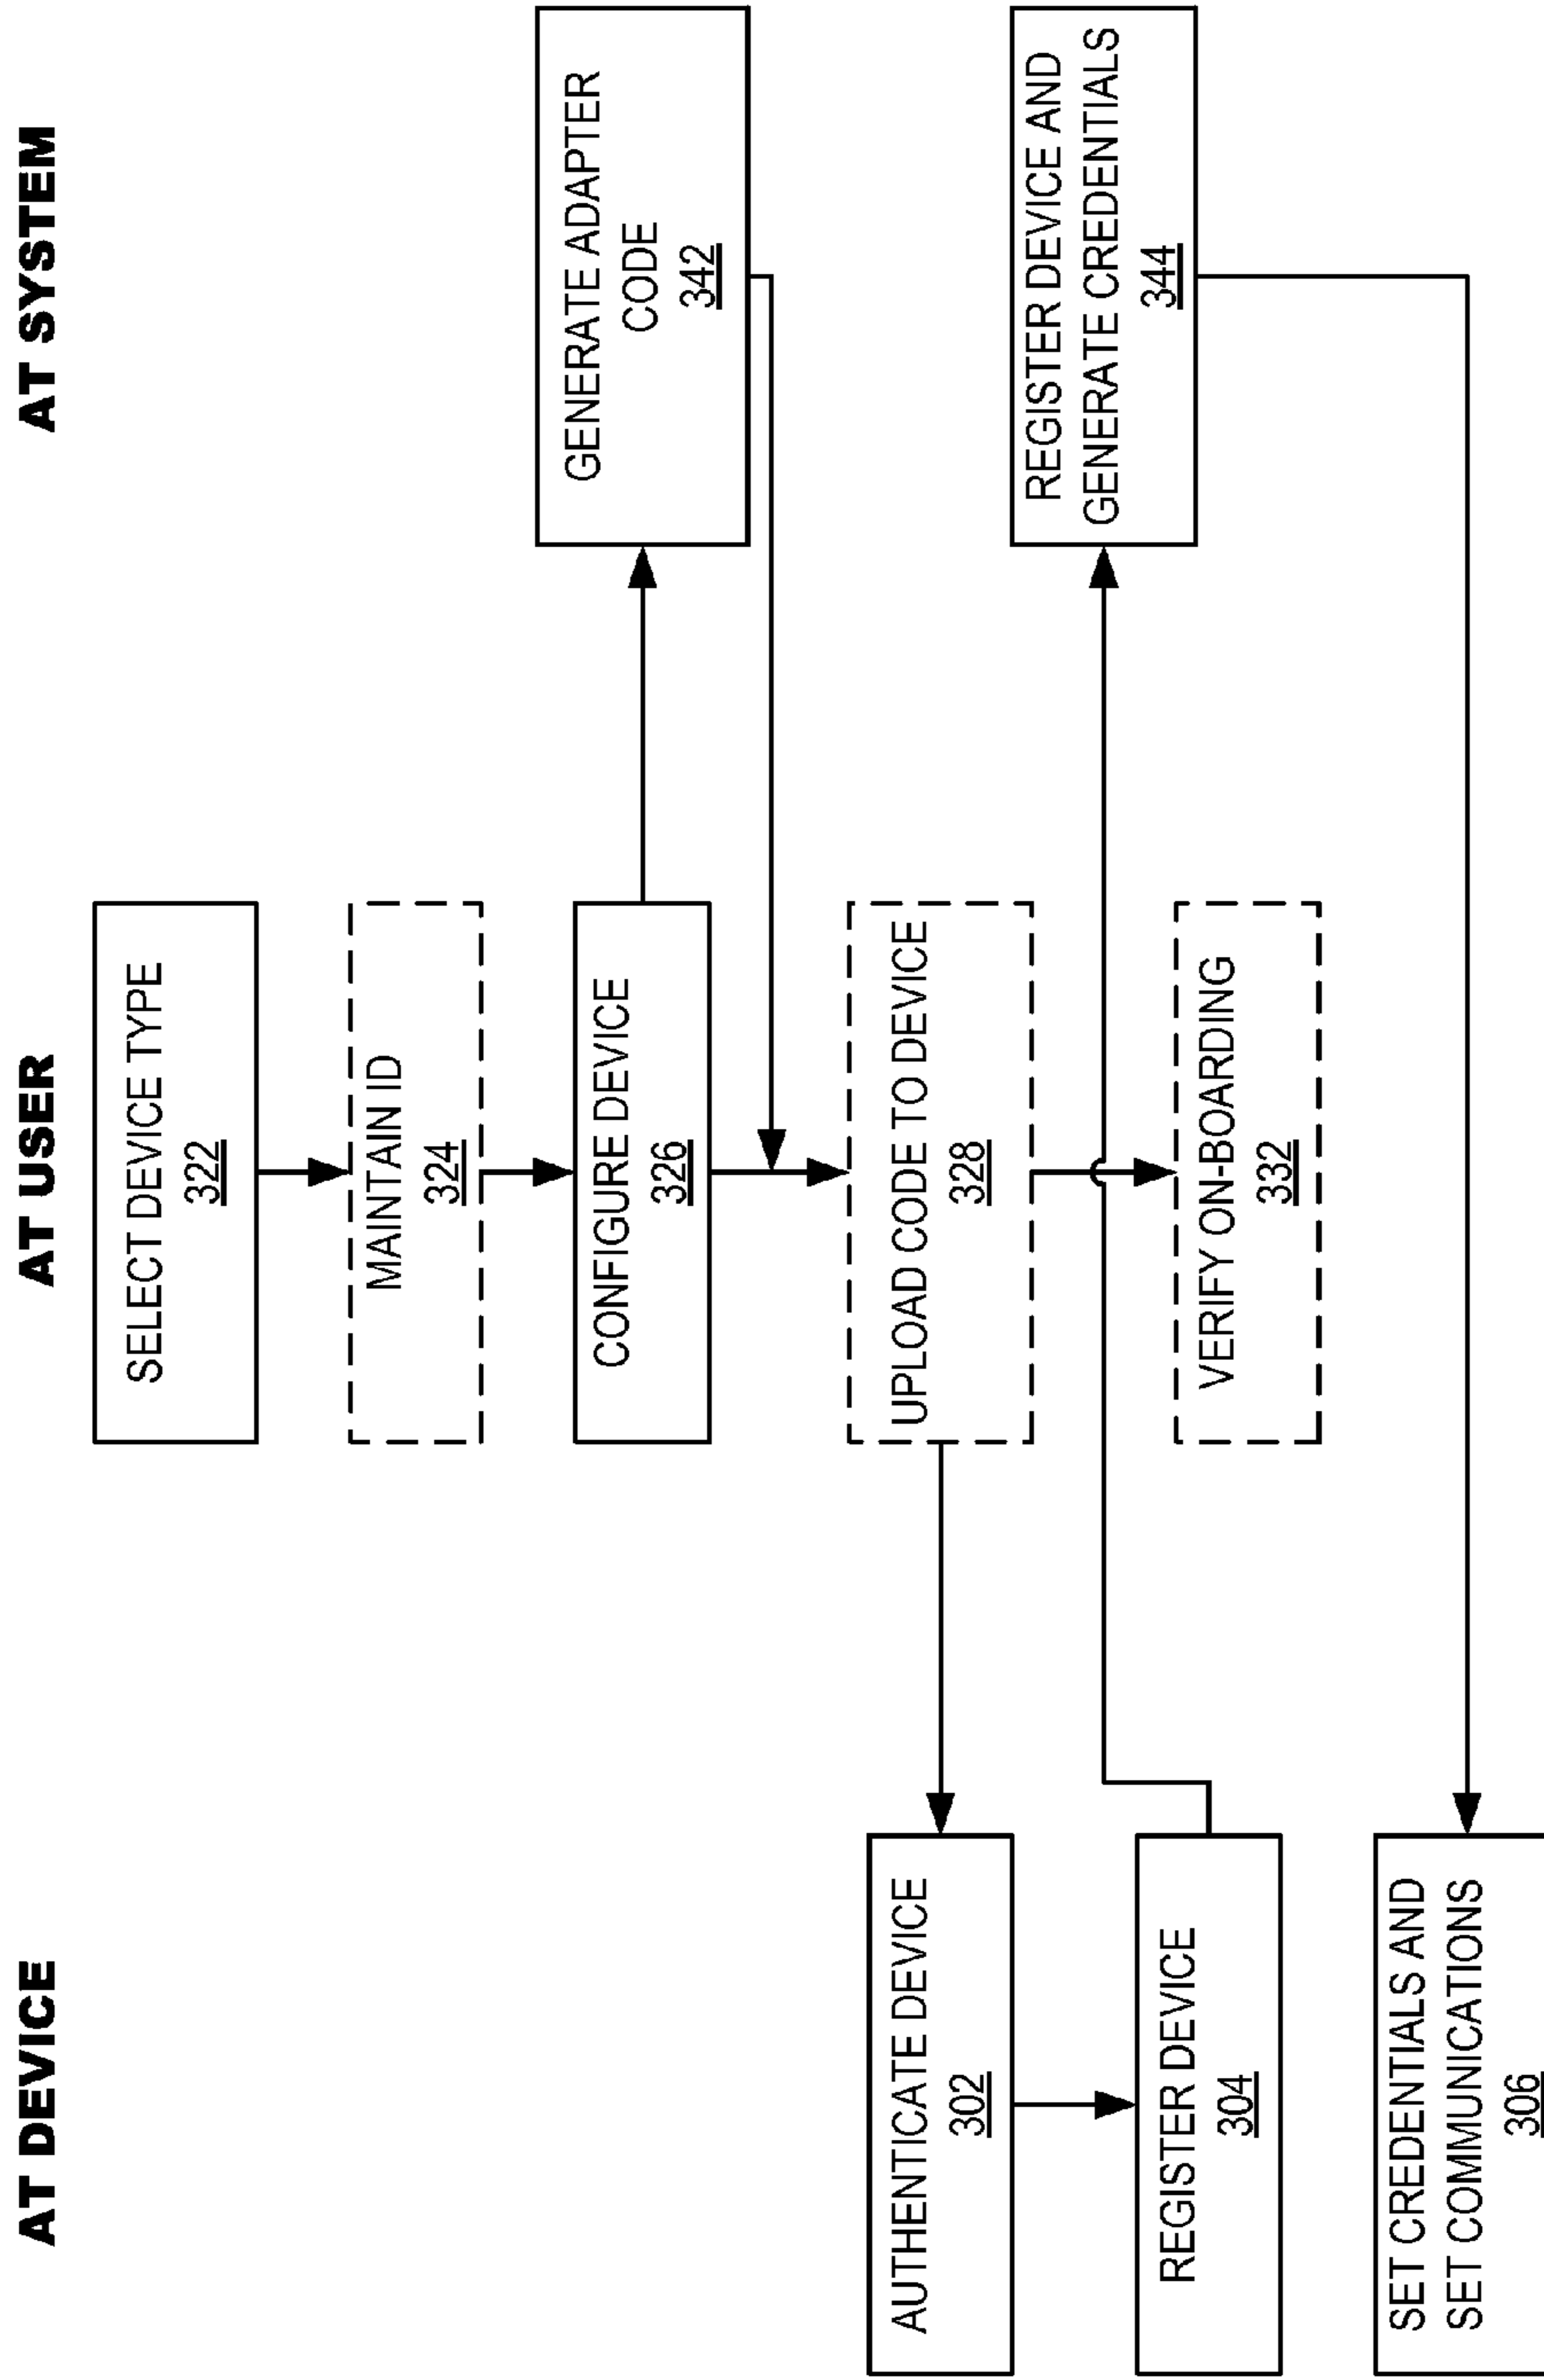 AT DEVICE
AT USER
AT SYSTEM
SELECT DEVICE TYPE
322
MAINTAIN ID
324
CONFIGURE DEVICE
326
GENERATE ADAPTER
CODE
342
UPLOAD CODE TO DEVICE
328
AUTHENTICATE DEVICE
302
REGISTER DEVICE AND
GENERATE CREDENTIALS
344
REGISTER DEVICE
304
VERIFY ON-BOARDING
332
SET CREDENTIALS AND
SET COMMUNICATIONS
306